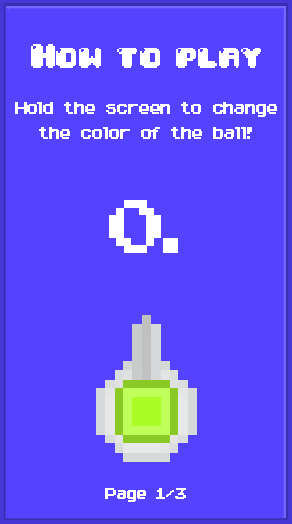 How to play
Hold the screen to change
the color of the ball!
0.
Page 1/3